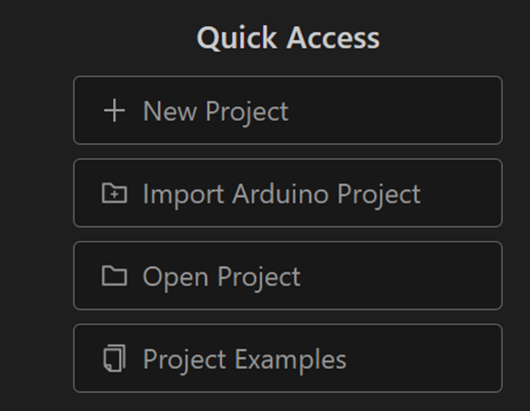 Quick Access
New Project
Import Arduino Project
Open Project
Project Examples